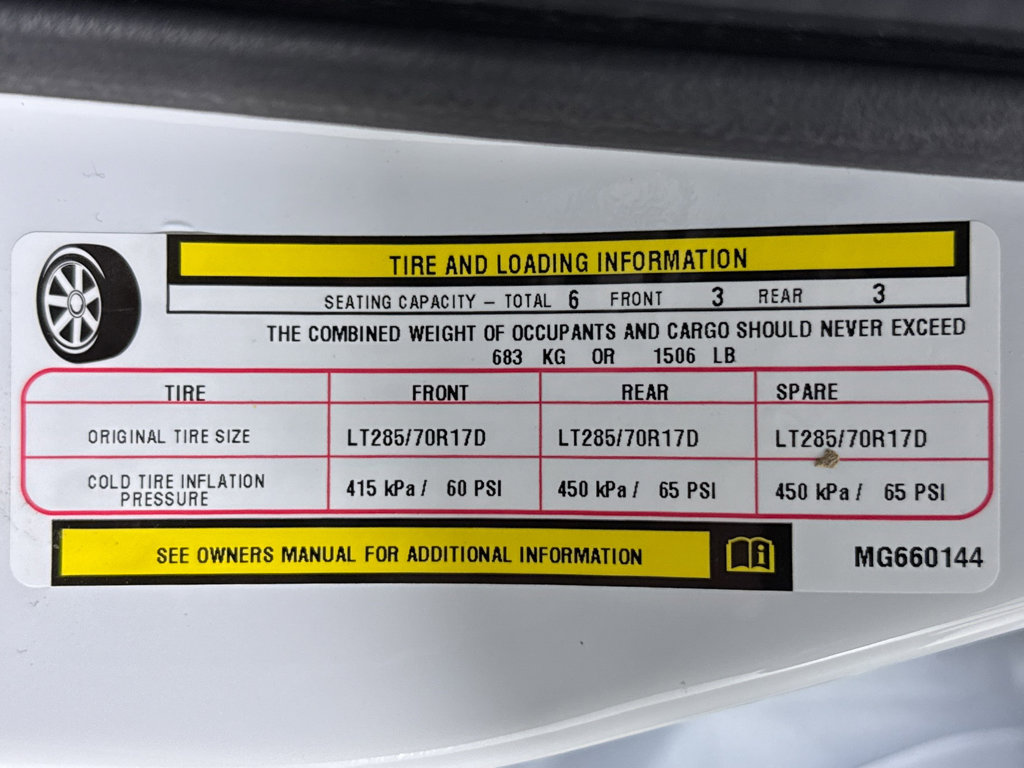 TIRE AND LOADING INFORMATION
SEATING CAPACITY – TOTAL 6 FRONT 3 REAR 3
THE COMBINED WEIGHT OF OCCUPANTS AND CARGO SHOULD NEVER EXCEED
683 KG OR 1506 LB
TIRE FRONT REAR SPARE
ORIGINAL TIRE SIZE LT285/70R17D LT285/70R17D LT285/70R17D
COLD TIRE INFLATION
PRESSURE 415 kPa / 60 PSI 450 kPa / 65 PSI 450 kPa / 65 PSI
SEE OWNERS MANUAL FOR ADDITIONAL INFORMATION
MG660144